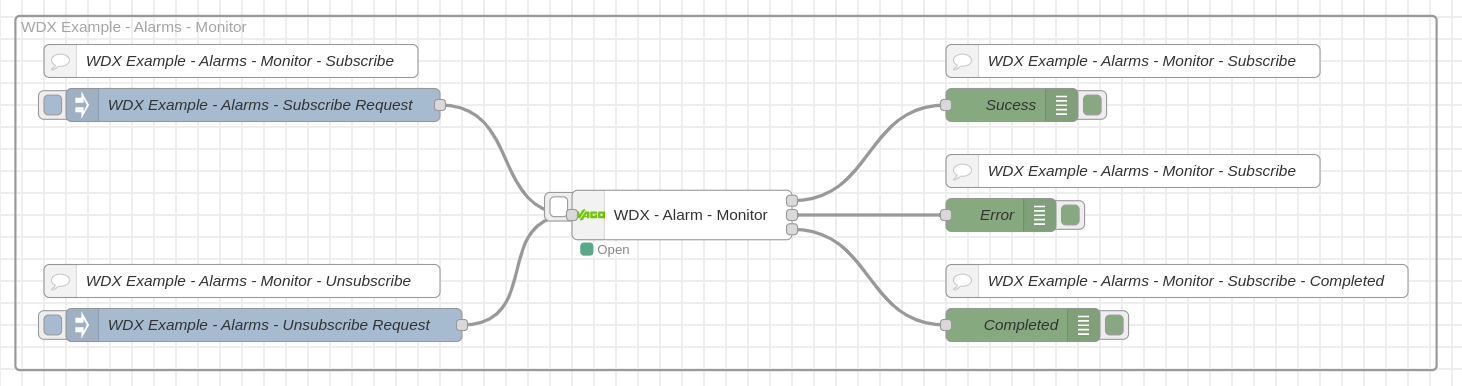 WDX Example - Alarms - Monitor
WDX Example - Alarms - Monitor - Subscribe
WDX Example - Alarms - Subscribe Request
WDX Example - Alarms - Monitor - Unsubscribe
WDX Example - Alarms - Unsubscribe Request
WAGO
WDX - Alarm - Monitor
Open
WDX Example - Alarms - Monitor - Subscribe
Sucess
WDX Example - Alarms - Monitor - Subscribe
Error
WDX Example - Alarms - Monitor - Subscribe - Completed
Completed